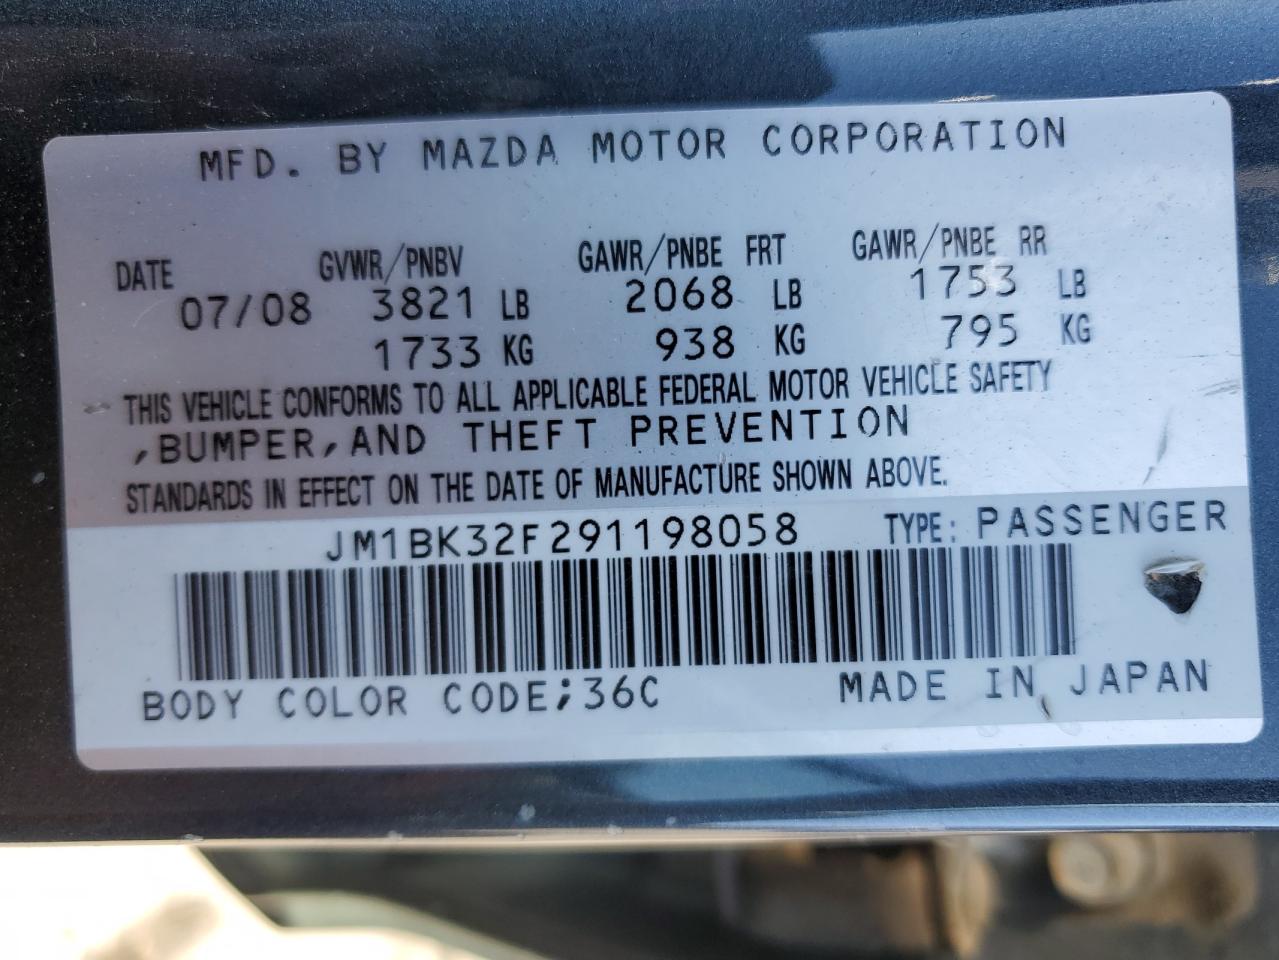 MFD. BY MAZDA MOTOR CORPORATION
DATE GVWR/PNBV GAWR/PNBE FRT GAWR/PNBE RR
07/08 3821 LB 2068 LB 1753 LB
1733 KG 938 KG 795 KG
THIS VEHICLE CONFORMS TO ALL APPLICABLE FEDERAL MOTOR VEHICLE SAFETY
,BUMPER,AND THEFT PREVENTION
STANDARDS IN EFFECT ON THE DATE OF MANUFACTURE SHOWN ABOVE.
JM1BK32F291198058 TYPE: PASSENGER
BODY COLOR CODE;36C MADE IN JAPAN